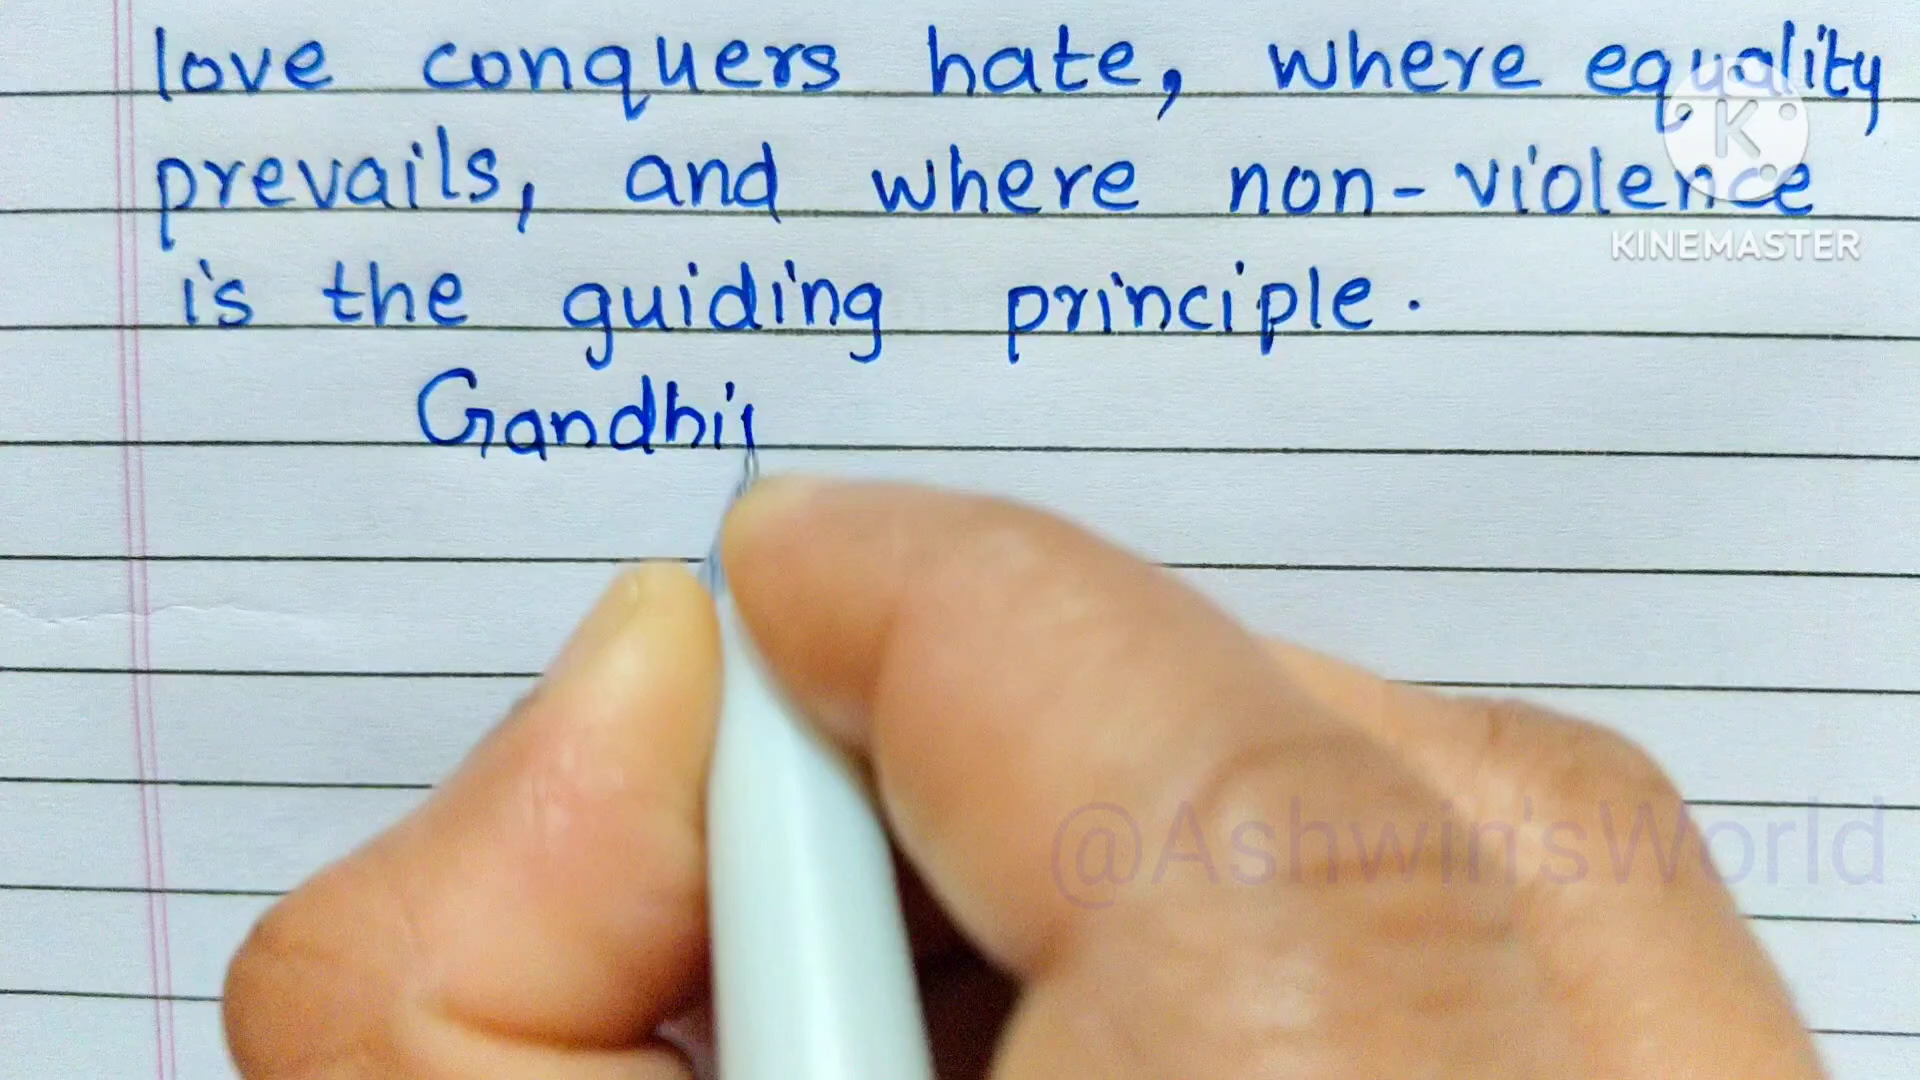 love conquers hate, where equality
prevails, and where non-violence
is the guiding principle.
Gandhi
K
KINEMASTER
@Ashwin'sWorld